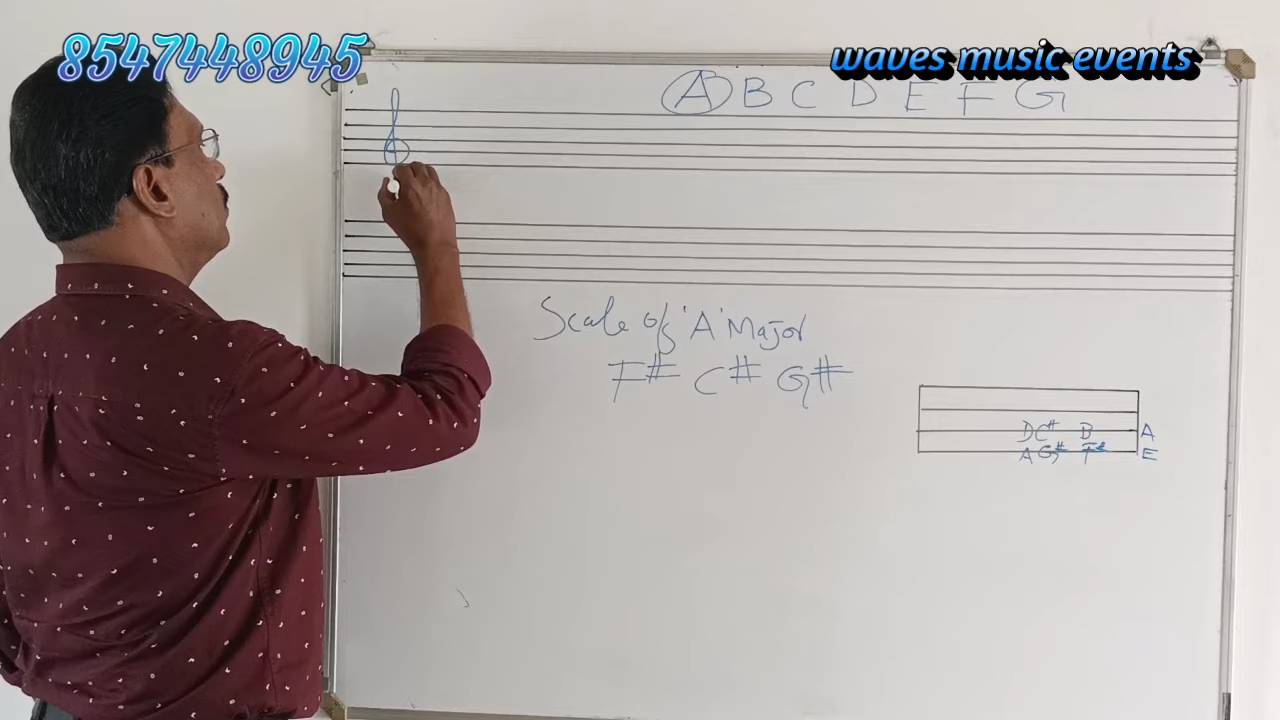 8547448945
waves music events
A B C D E F G
Scale of 'A' Major
F# C# G#
D C# B A
A G# F# E